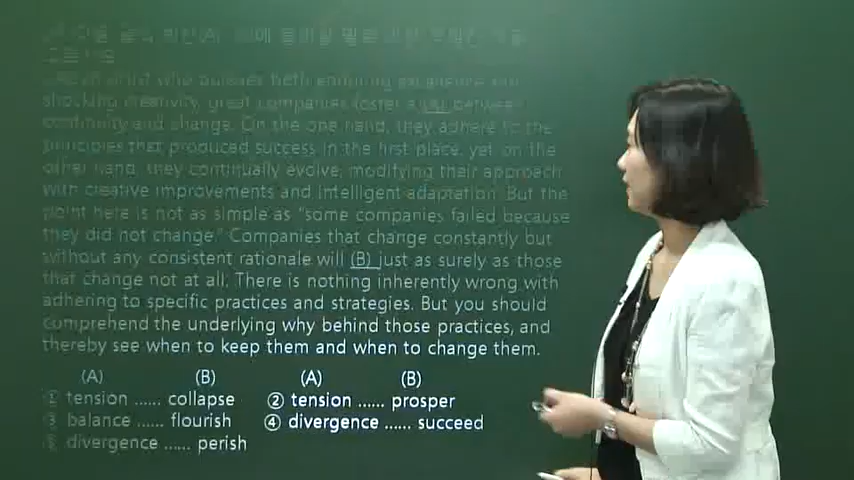 artist who pursues both enduring excellence and
shocking creativity, great companies foster a (A) between
continuity and change. On the one hand, they adhere to the
principles that produced success in the first place, yet on the
other hand, they continually evolve, modifying their approach
with creative improvements and intelligent adaptation. But the
point here is not as simple as "some companies failed because
they did not change." Companies that change constantly but
without any consistent rationale will (B) just as surely as those
that change not at all. There is nothing inherently wrong with
adhering to specific practices and strategies. But you should
comprehend the underlying why behind those practices, and
thereby see when to keep them and when to change them.
(A) (B) (A) (B)
① tension ...... collapse ② tension ...... prosper
③ balance ...... flourish ④ divergence ...... succeed
⑤ divergence ...... perish